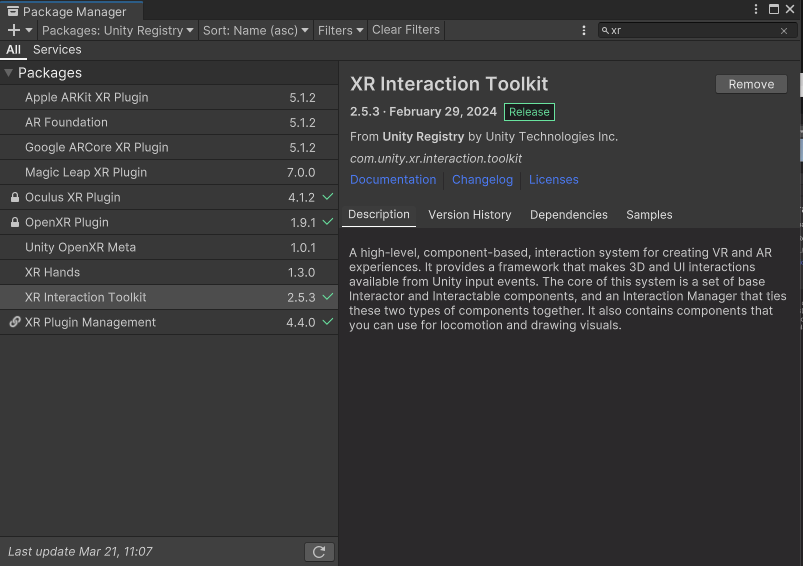 Package Manager
Packages: Unity Registry Sort: Name (asc) Filters Clear Filters xr
All Services
Packages
Apple ARKit XR Plugin 5.1.2
AR Foundation 5.1.2
Google ARCore XR Plugin 5.1.2
Magic Leap XR Plugin 7.0.0
Oculus XR Plugin 4.1.2
OpenXR Plugin 1.9.1
Unity OpenXR Meta 1.0.1
XR Hands 1.3.0
XR Interaction Toolkit 2.5.3
XR Plugin Management 4.4.0
Last update Mar 21, 11:07
XR Interaction Toolkit Remove
2.5.3 · February 29, 2024 Release
From Unity Registry by Unity Technologies Inc.
com.unity.xr.interaction.toolkit
Documentation Changelog Licenses
Description Version History Dependencies Samples
A high-level, component-based, interaction system for creating VR and AR
experiences. It provides a framework that makes 3D and UI interactions
available from Unity input events. The core of this system is a set of base
Interactor and Interactable components, and an Interaction Manager that ties
these two types of components together. It also contains components that
you can use for locomotion and drawing visuals.